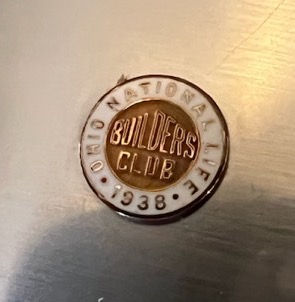 OHIO NATIONAL LIFE
BUILDERS
CLUB
• 1938 •